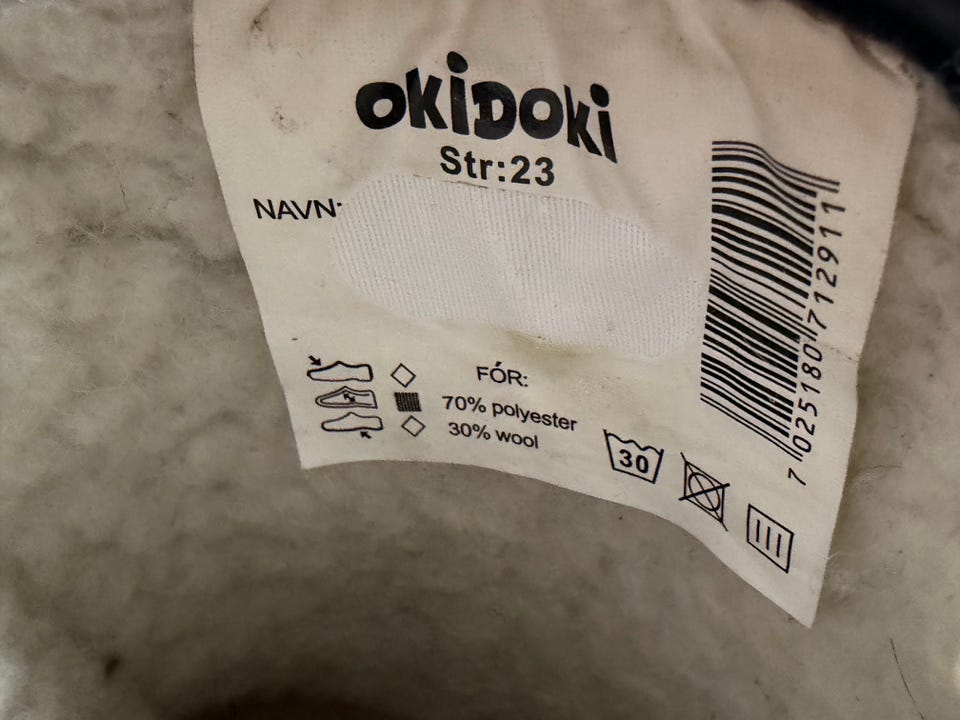 OKiDOKi
Str:23
NAVN:
FÓR:
70% polyester
30% wool
30
7 025180 712911